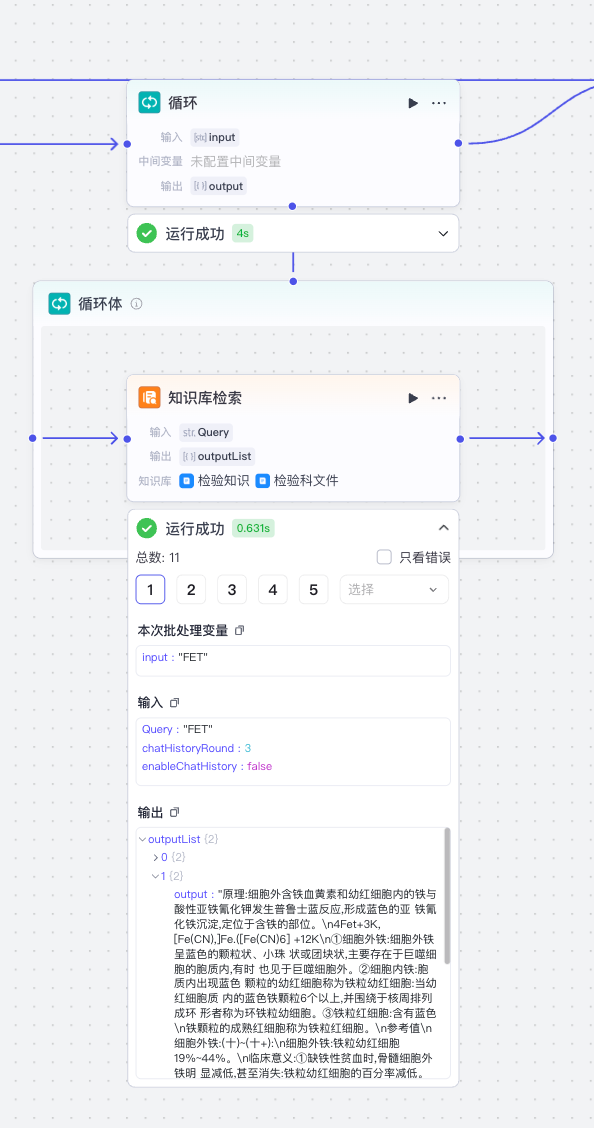 循环
输入 input
中间变量 未配置中间变量
输出 output
运行成功 4s
循环体
知识库检索
输入 str. Query
输出 outputList
知识库 检验知识 检验科文件
运行成功 0.631s
总数: 11 只看错误
1 2 3 4 5 选择
本次批处理变量
input : "FET"
输入
Query : "FET"
chatHistoryRound : 3
enableChatHistory : false
输出
outputList {2}
0 {2}
1 {2}
output : "原理:细胞外含铁血黄素和幼红细胞内的铁与
酸性亚铁氰化钾发生普鲁士蓝反应,形成蓝色的亚 铁氰
化铁沉淀,定位于含铁的部位。\n4Fet+3K,
[Fe(CN),]Fe.([Fe(CN)6] +12K\n①细胞外铁:细胞外铁
呈蓝色的颗粒状、小珠 状或团块状,主要存在于巨噬细
胞的胞质内,有时 也见于巨噬细胞外。②细胞内铁:胞
质内出现蓝色 颗粒的幼红细胞称为铁粒幼红细胞:当幼
红细胞质 内的蓝色铁颗粒6个以上,并围绕于核周排列
成环 形者称为环铁粒幼细胞。③铁粒红细胞:含有蓝色
\n铁颗粒的成熟红细胞称为铁粒红细胞。\n参考值\n
细胞外铁:(十)~(十+):\n细胞外铁:铁粒幼红细胞
19%~44%。\n临床意义:①缺铁性贫血时,骨髓细胞外
铁明 显减低,甚至消失:铁粒幼红细胞的百分率减低。